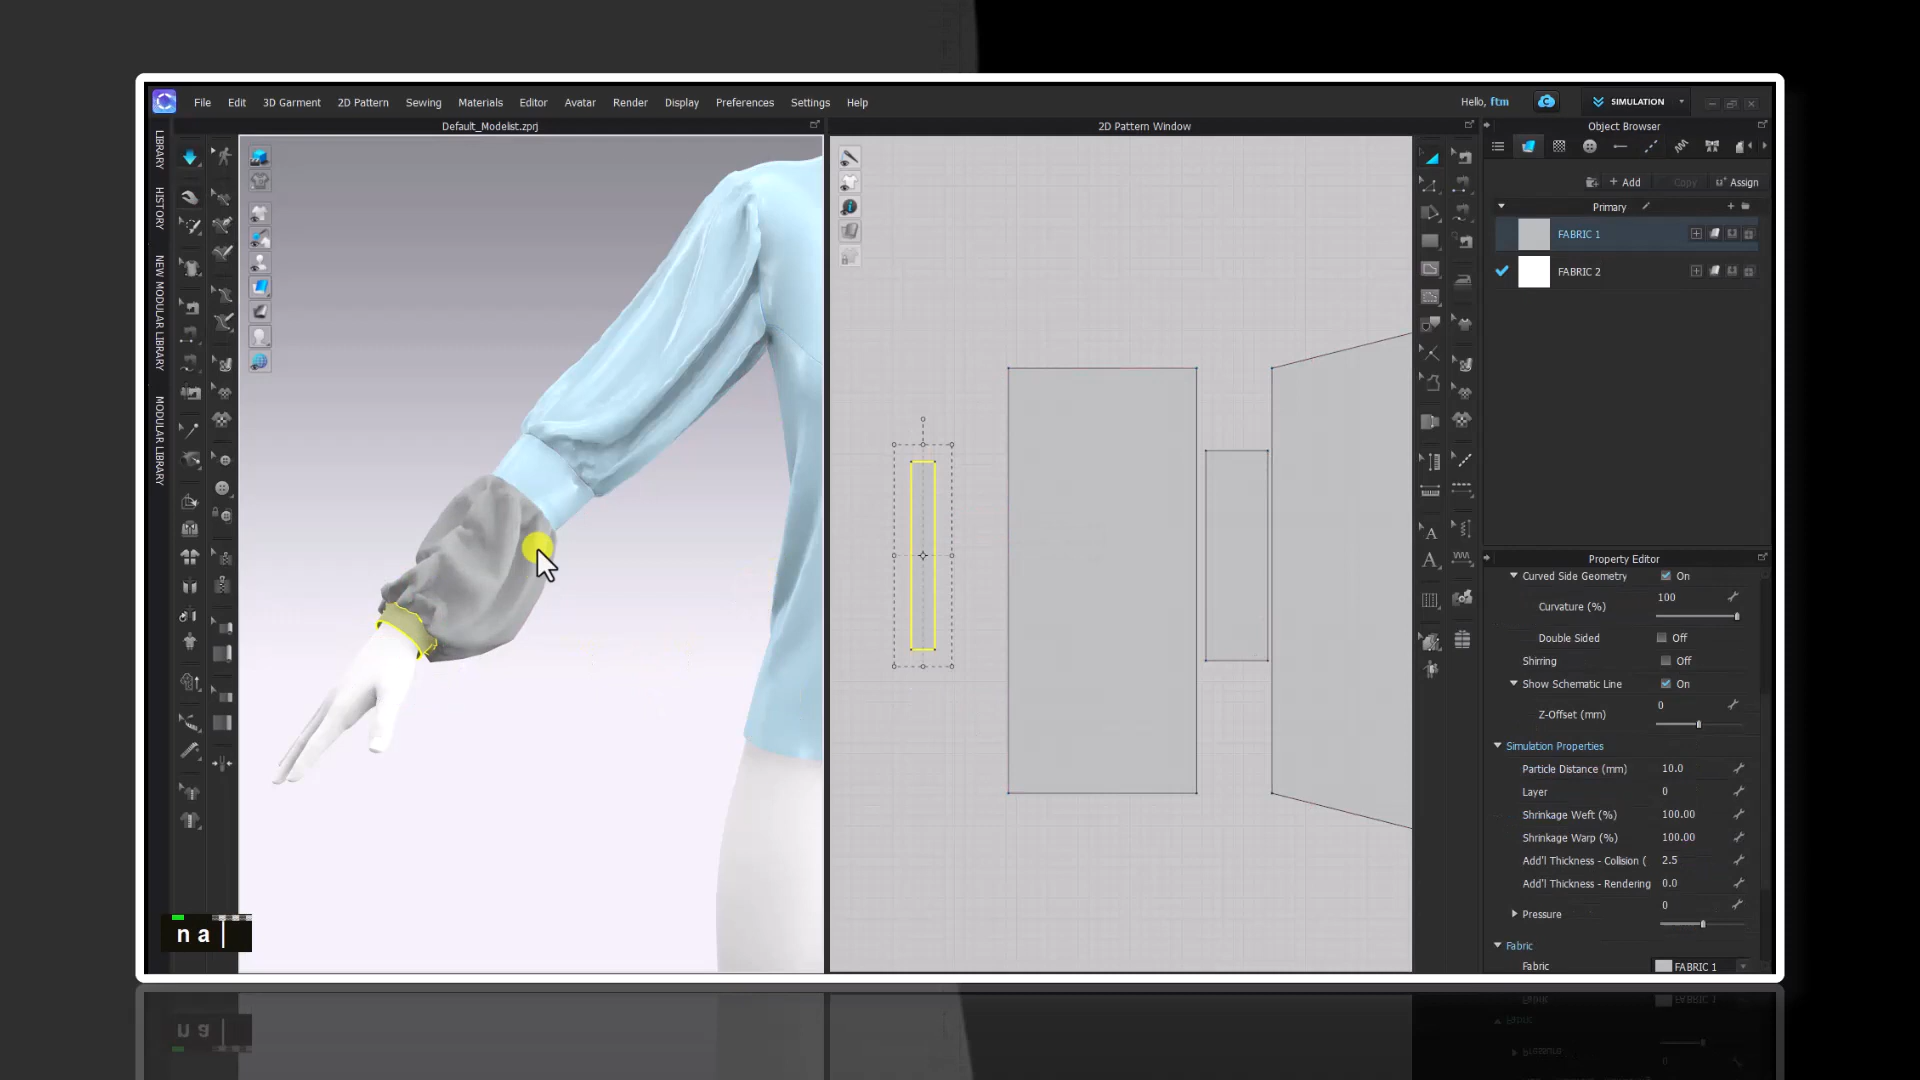 File Edit 3D Garment 2D Pattern Sewing Materials Editor Avatar Render Display Preferences Settings Help
Hello, ftm
SIMULATION
Default_Modelist.zprj
2D Pattern Window
Object Browser
LIBRARY
HISTORY
NEW MODULAR LIBRARY
MODULAR LIBRARY
+ Add
Copy
Assign
Primary
FABRIC 1
FABRIC 2
Property Editor
Curved Side Geometry On
100
Curvature (%)
Double Sided Off
Shirring Off
Show Schematic Line On
0
Z-Offset (mm)
Simulation Properties
Particle Distance (mm) 10.0
Layer 0
Shrinkage Weft (%) 100.00
Shrinkage Warp (%) 100.00
Add'l Thickness - Collision ( 2.5
Add'l Thickness - Rendering 0.0
0
Pressure
Fabric
Fabric FABRIC 1
n a